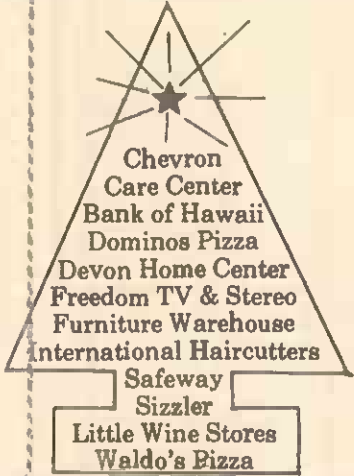 Chevron
Care Center
Bank of Hawaii
Dominos Pizza
Devon Home Center
Freedom TV & Stereo
Furniture Warehouse
International Haircutters
Safeway
Sizzler
Little Wine Stores
Waldo's Pizza